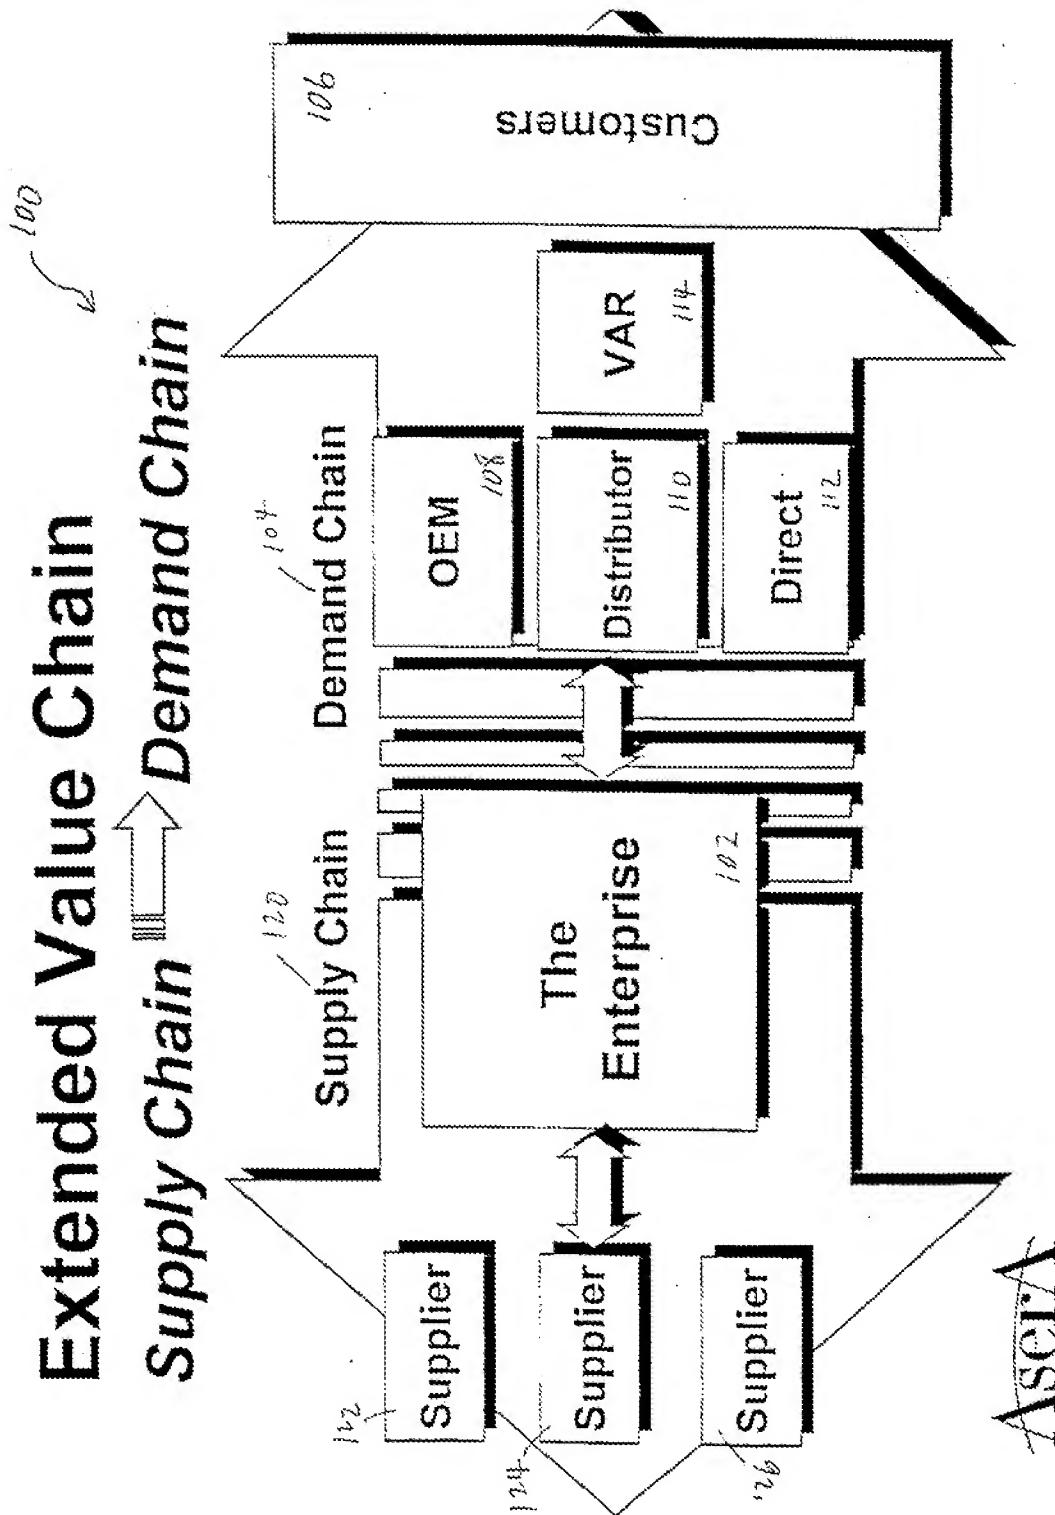 Extended Value Chain
Supply Chain Demand Chain
100
120
104
Supply Chain
Demand Chain
122
Supplier
124
Supplier
Supplier
The
Enterprise
102
OEM
108
Distributor
110
Direct
112
VAR
114
106
Customers
AserA